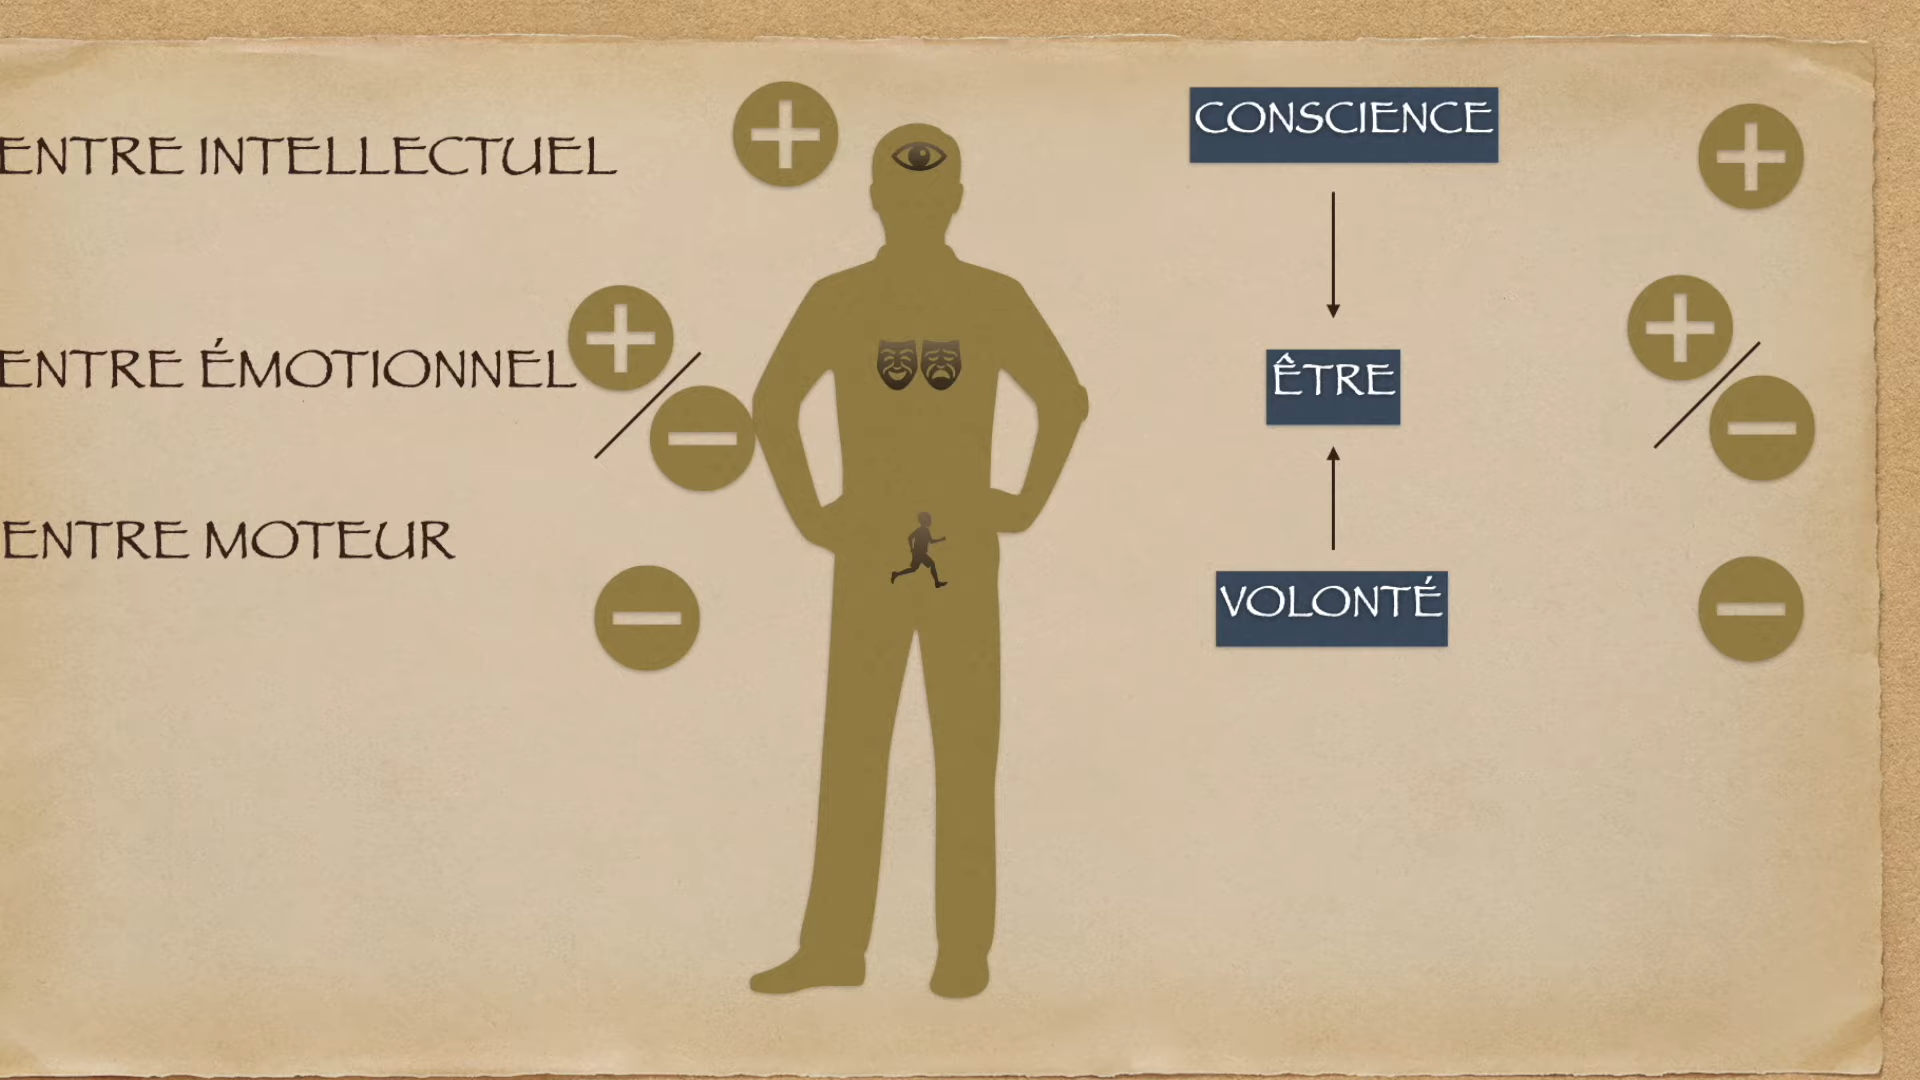 ENTRE INTELLECTUEL
ENTRE ÉMOTIONNEL
ENTRE MOTEUR
CONSCIENCE
ÊTRE
VOLONTÉ